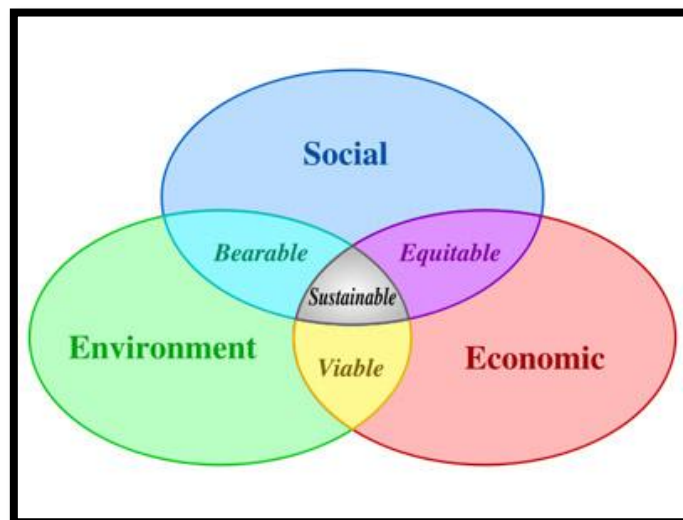 Social
Bearable
Equitable
Sustainable
Environment
Viable
Economic